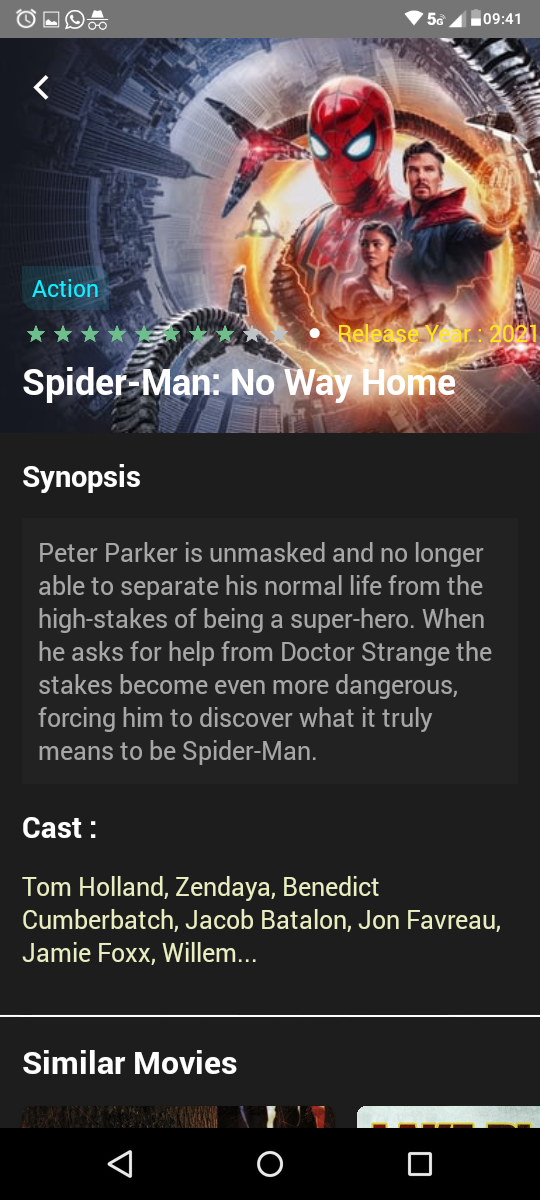 5G 09:41
Action
Release Year : 2021
Spider-Man: No Way Home
Synopsis
Peter Parker is unmasked and no longer
able to separate his normal life from the
high-stakes of being a super-hero. When
he asks for help from Doctor Strange the
stakes become even more dangerous,
forcing him to discover what it truly
means to be Spider-Man.
Cast :
Tom Holland, Zendaya, Benedict
Cumberbatch, Jacob Batalon, Jon Favreau,
Jamie Foxx, Willem...
Similar Movies